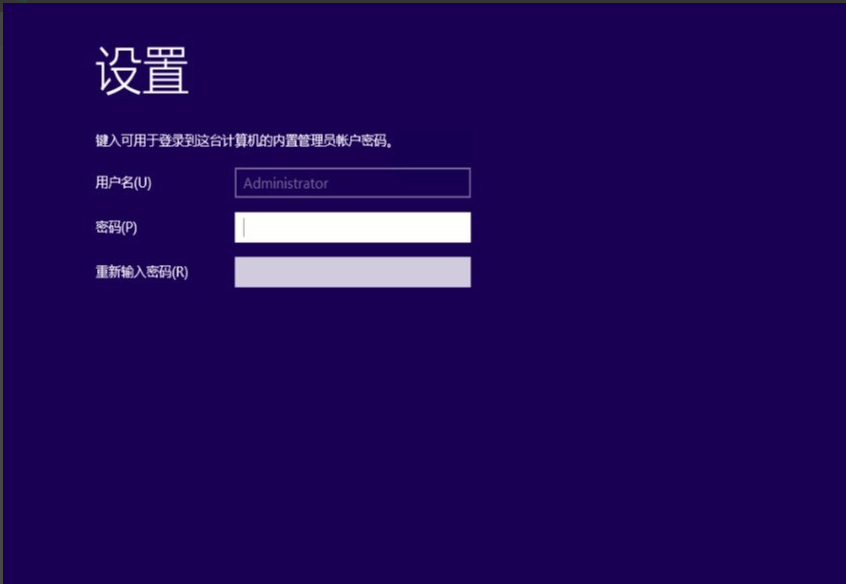 设置
键入可用于登录到这台计算机的内置管理员帐户密码。
用户名(U) Administrator
密码(P)
重新输入密码(R)